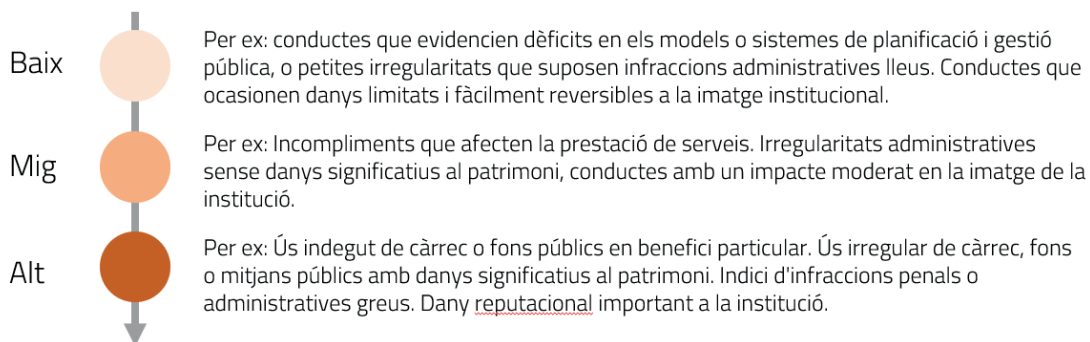 Baix
Per ex: conductes que evidencien dèficits en els models o sistemes de planificació i gestió
pública, o petites irregularitats que suposen infraccions administratives lleus. Conductes que
ocasionen danys limitats i fàcilment reversibles a la imatge institucional.
Mig
Per ex: Incompliments que afecten la prestació de serveis. Irregularitats administratives
sense danys significatius al patrimoni, conductes amb un impacte moderat en la imatge de la
institució.
Alt
Per ex: Ús indegut de càrrec o fons públics en benefici particular. Ús irregular de càrrec, fons
o mitjans públics amb danys significatius al patrimoni. Indici d'infraccions penals o
administratives greus. Dany reputacional important a la institució.